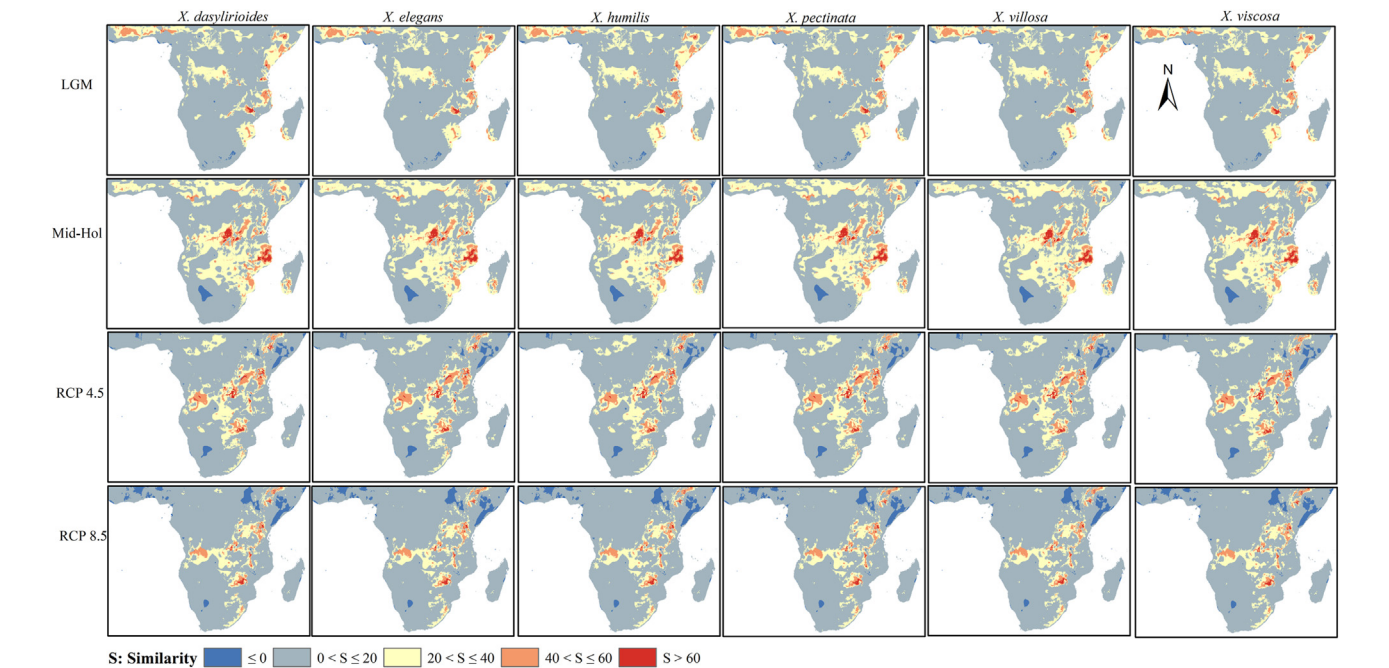 X. dasylirioides X. elegans X. humilis X. pectinata X. villosa X. viscosa
LGM
N
Mid-Hol
RCP 4.5
RCP 8.5
S: Similarity ≤ 0 0 < S ≤ 20 20 < S ≤ 40 40 < S ≤ 60 S > 60